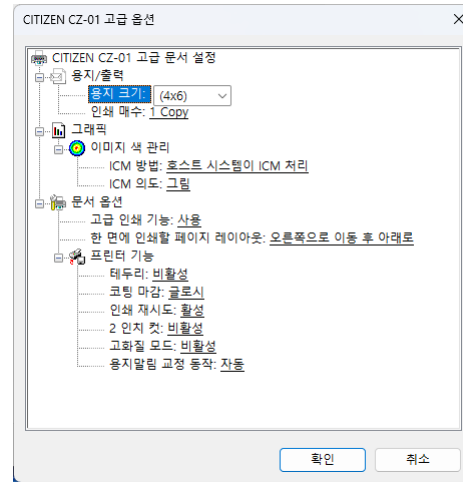 CITIZEN CZ-01 고급 옵션
CITIZEN CZ-01 고급 문서 설정
용지/출력
용지 크기: (4x6)
인쇄 매수: 1 Copy
그래픽
이미지 색 관리
ICM 방법: 호스트 시스템이 ICM 처리
ICM 의도: 그림
문서 옵션
고급 인쇄 기능: 사용
한 면에 인쇄할 페이지 레이아웃: 오른쪽으로 이동 후 아래로
프린터 기능
테두리: 비활성
코팅 마감: 글로시
인쇄 재시도: 활성
2 인치 컷: 비활성
고화질 모드: 비활성
용지말림 교정 동작: 자동
확인 취소